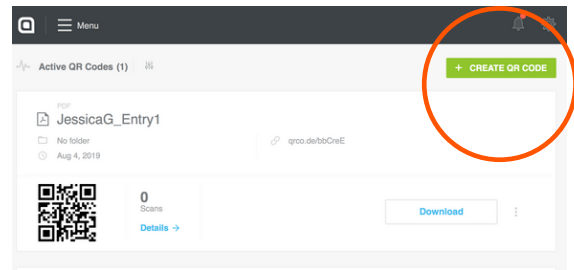 Menu
Active QR Codes (1)
+ CREATE QR CODE
PDF
JessicaG_Entry1
No folder
qrco.de/bbCreE
Aug 4, 2019
0
Scans
Details →
Download